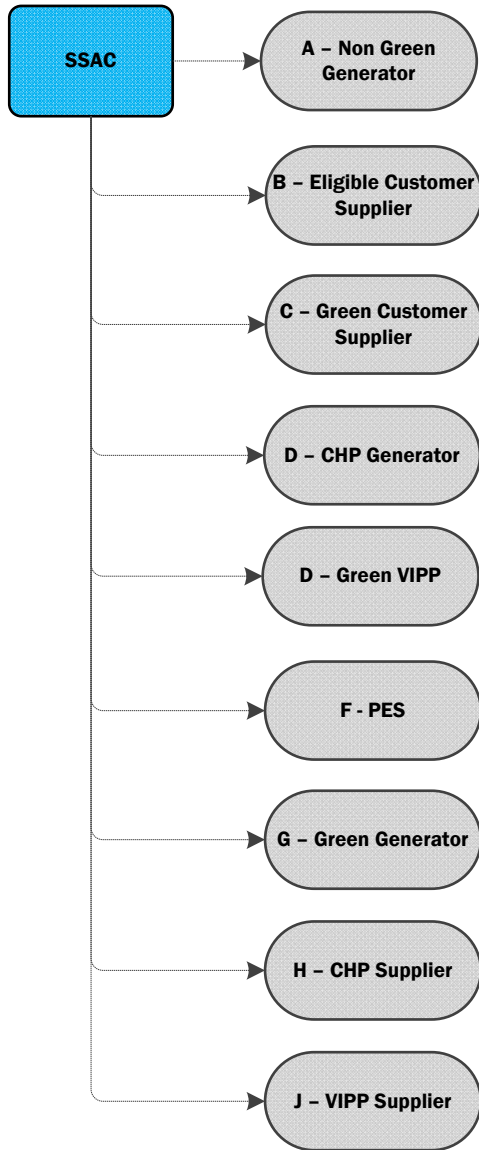 SSAC
A – Non Green
Generator
B – Eligible Customer
Supplier
C – Green Customer
Supplier
D – CHP Generator
D – Green VIPP
F - PES
G – Green Generator
H – CHP Supplier
J – VIPP Supplier